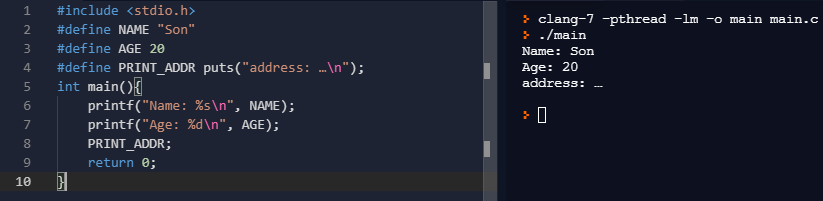 1 #include <stdio.h>
2 #define NAME "Son"
3 #define AGE 20
4 #define PRINT_ADDR puts("address: …\n");
5 int main(){
6 printf("Name: %s\n", NAME);
7 printf("Age: %d\n", AGE);
8 PRINT_ADDR;
9 return 0;
10 }
> clang-7 -pthread -lm -o main main.c
> ./main
Name: Son
Age: 20
address: …
>